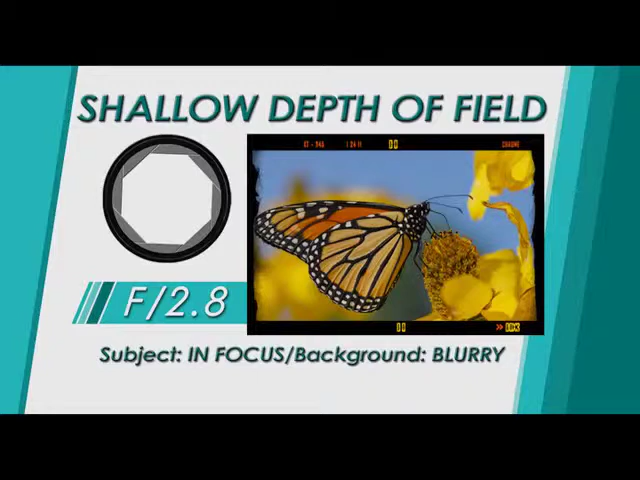 SHALLOW DEPTH OF FIELD
F/2.8
Subject: IN FOCUS/Background: BLURRY